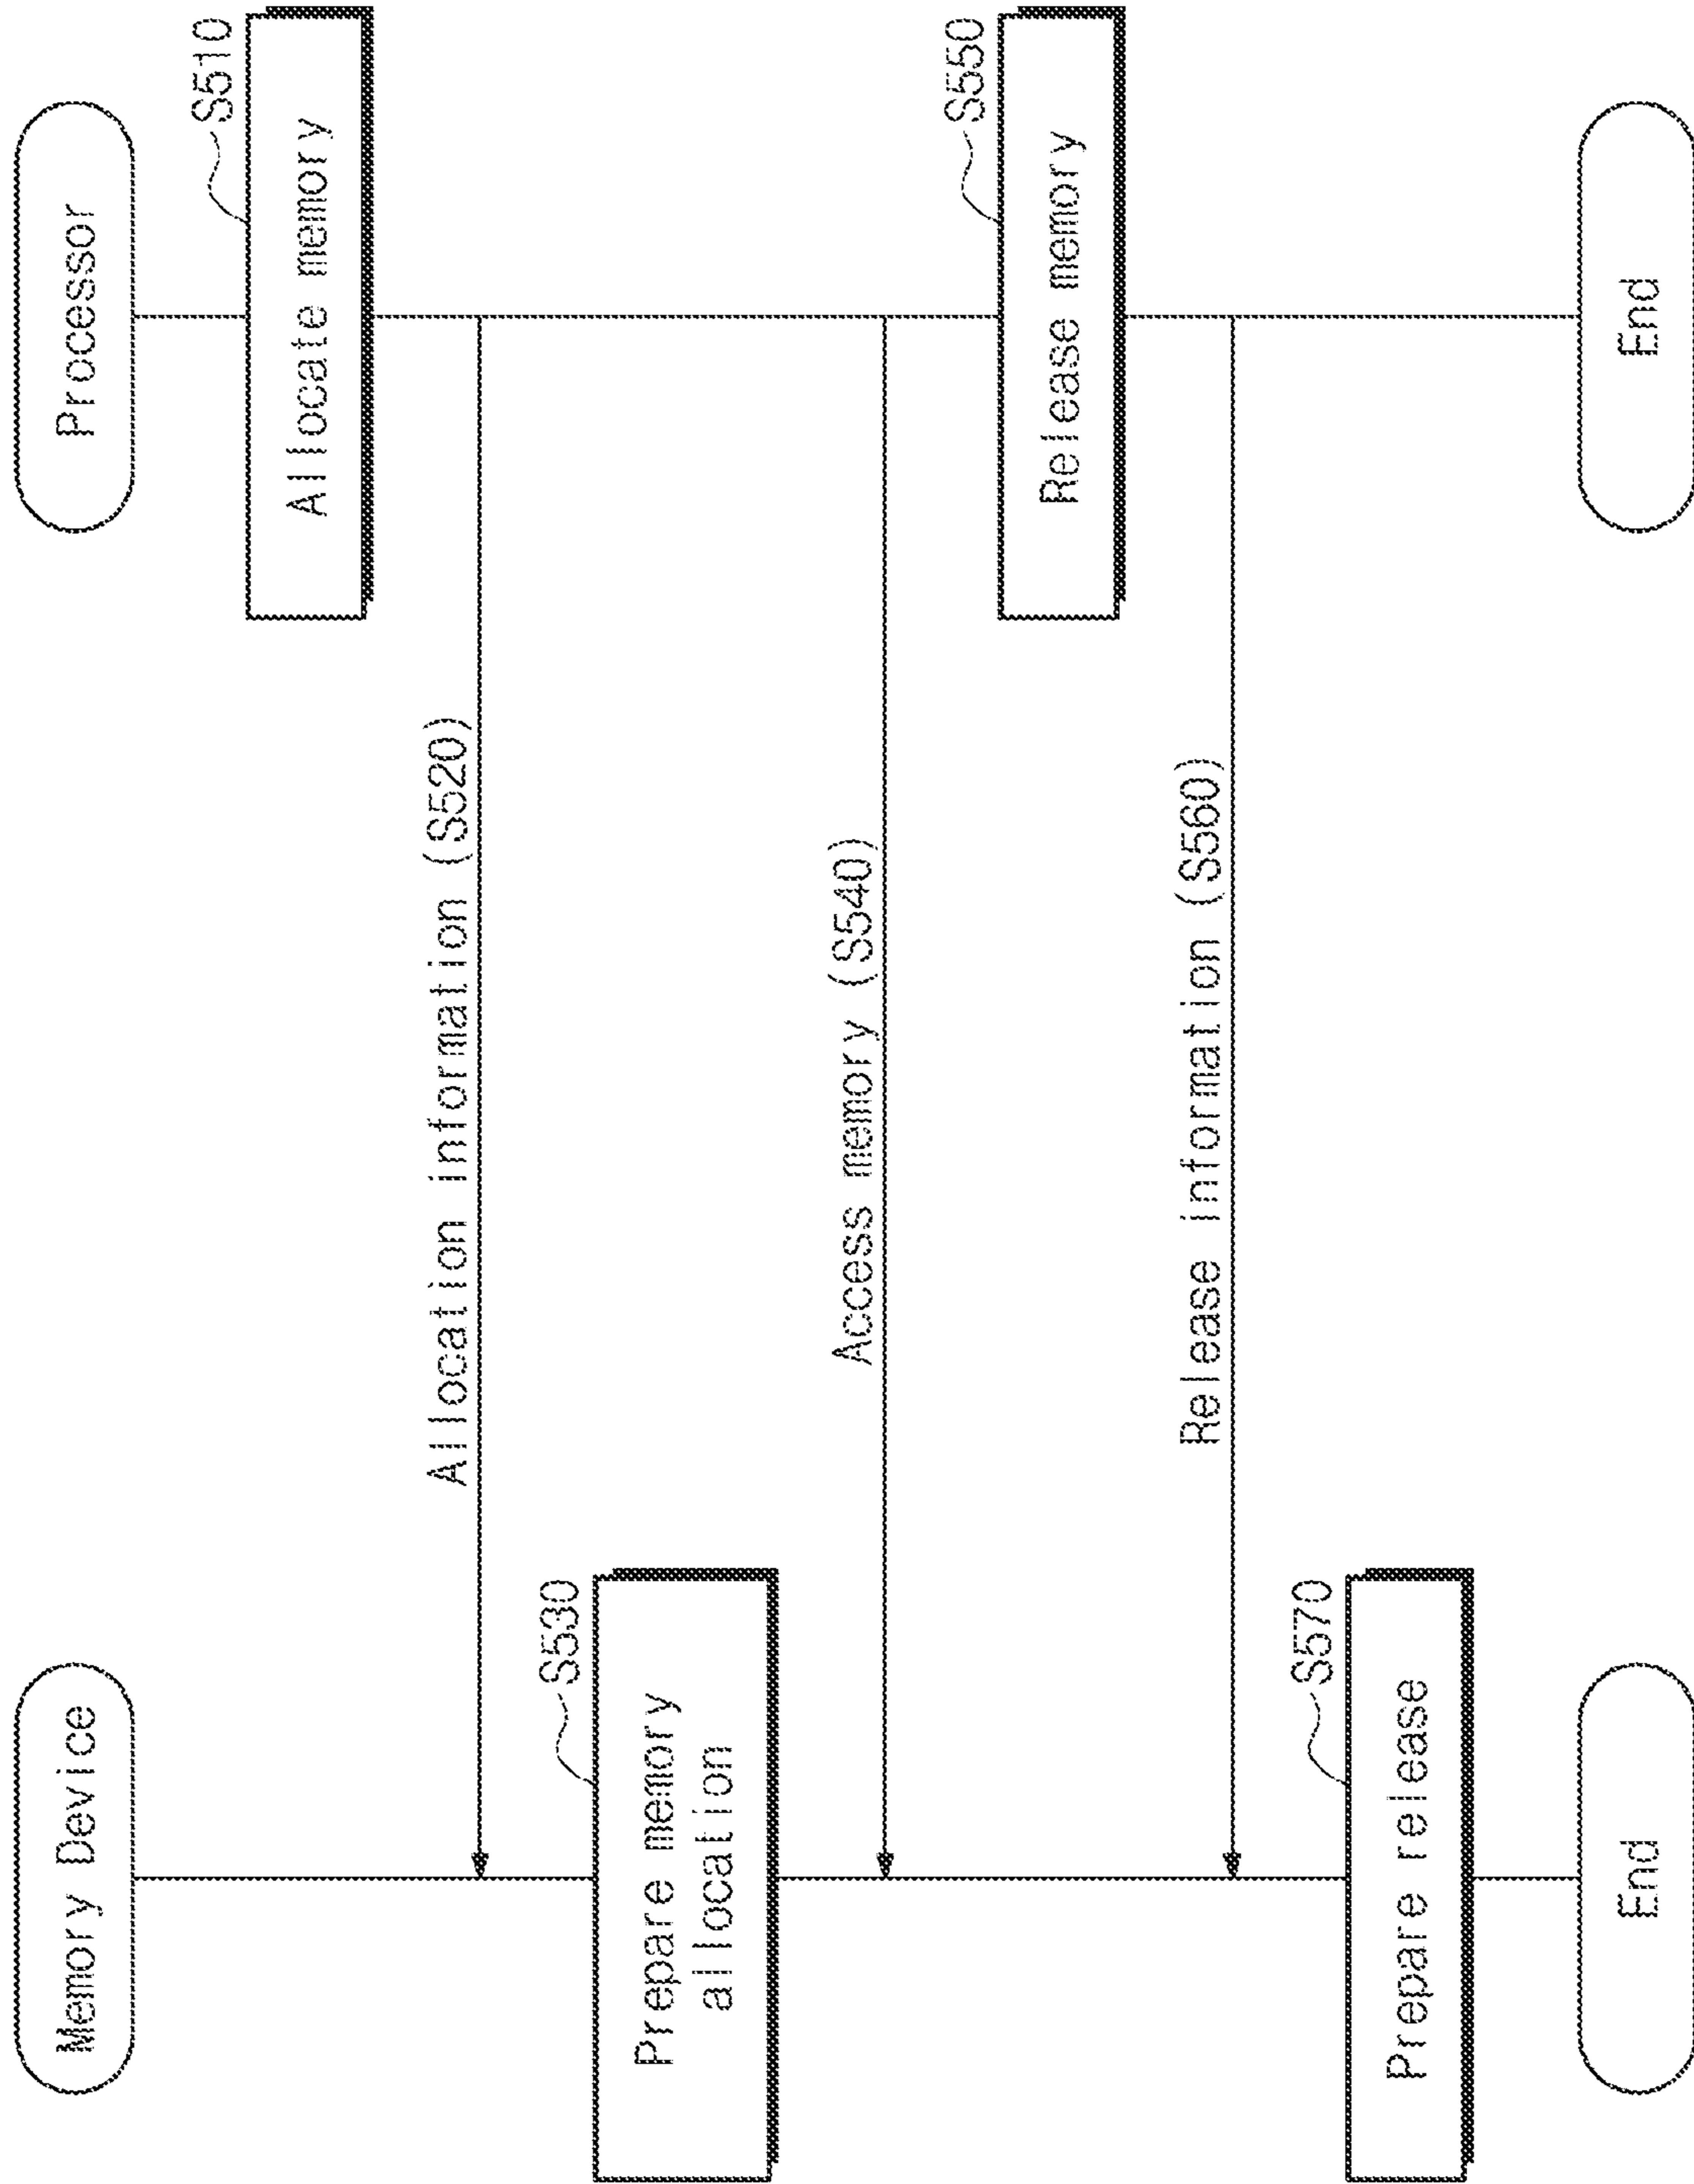 Memory Device
Processor
S510
Allocate memory
Allocation information (S520)
S530
Prepare memory
allocation
Access memory (S540)
S550
Release memory
Release information (S560)
S570
Prepare release
End
End